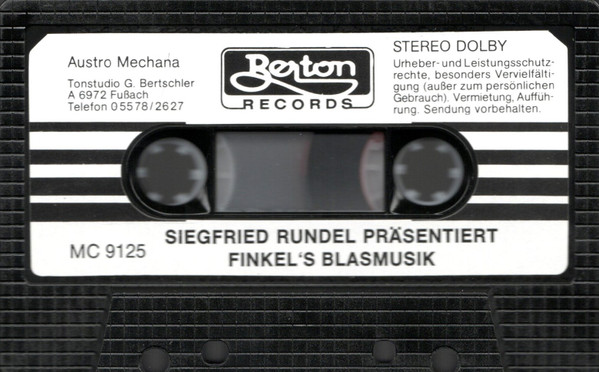 Austro Mechana
Tonstudio G. Bertschler
A 6972 Fußach
Telefon 05578/2627
Berton
RECORDS
STEREO DOLBY
Urheber- und Leistungsschutz-
rechte, besonders Vervielfälti-
gung (außer zum persönlichen
Gebrauch). Vermietung, Auffüh-
rung. Sendung vorbehalten.
MC 9125
SIEGFRIED RUNDEL PRÄSENTIERT
FINKEL'S BLASMUSIK